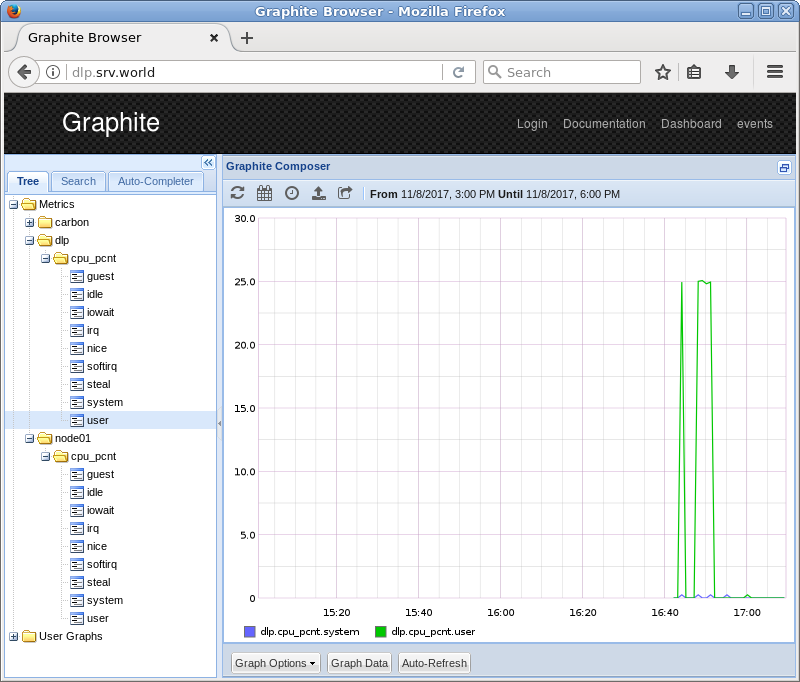 Graphite Browser - Mozilla Firefox
Graphite Browser
dlp.srv.world
Search
Graphite
Login Documentation Dashboard events
Tree Search Auto-Completer
Metrics
carbon
dlp
cpu_pcnt
guest
idle
iowait
irq
nice
softirq
steal
system
user
node01
cpu_pcnt
guest
idle
iowait
irq
nice
softirq
steal
system
user
User Graphs
Graphite Composer
From 11/8/2017, 3:00 PM Until 11/8/2017, 6:00 PM
30.0
25.0
20.0
15.0
10.0
5.0
0
15:20 15:40 16:00 16:20 16:40 17:00
dlp.cpu_pcnt.system dlp.cpu_pcnt.user
Graph Options Graph Data Auto-Refresh